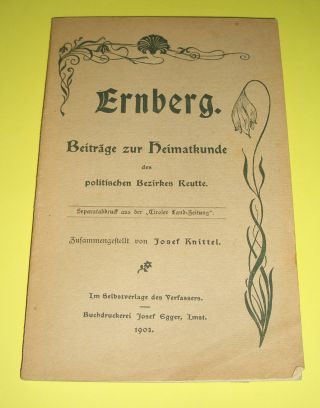 Ernberg.
Beiträge zur Heimatkunde
des
politischen Bezirkes Reutte.
Separatabdruck aus der „Tiroler Land-Zeitung“.
Zusammengestellt von Josef Knittel.
Im Selbstverlage des Verfassers.
Buchdruckerei Josef Egger, Imst.
1903.